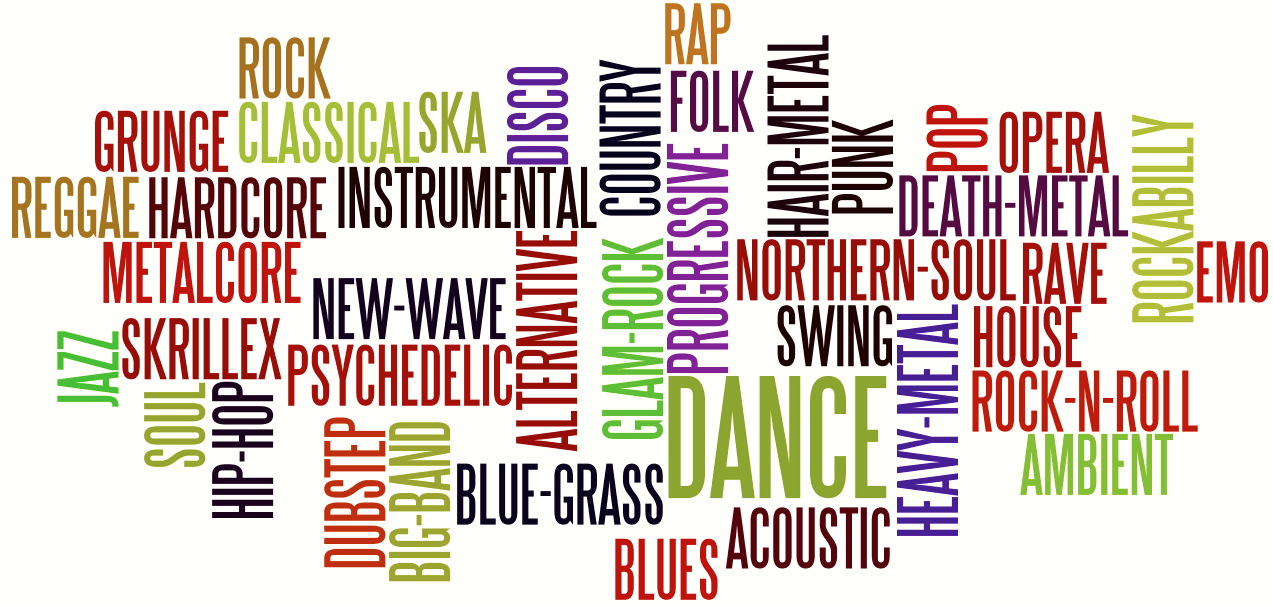 RAP
ROCK
CLASSICAL
SKA
DISCO
COUNTRY
FOLK
HAIR-METAL
PUNK
POP
OPERA
ROCKABILLY
GRUNGE
REGGAE
HARDCORE
INSTRUMENTAL
PROGRESSIVE
DEATH-METAL
METALCORE
NEW-WAVE
ALTERNATIVE
GLAM-ROCK
NORTHERN-SOUL
RAVE
EMO
JAZZ
SKRILLEX
PSYCHEDELIC
SWING
HEAVY-METAL
HOUSE
SOUL
HIP-HOP
DANCE
ROCK-N-ROLL
DUBSTEP
BIG-BAND
BLUE-GRASS
AMBIENT
ACOUSTIC
BLUES